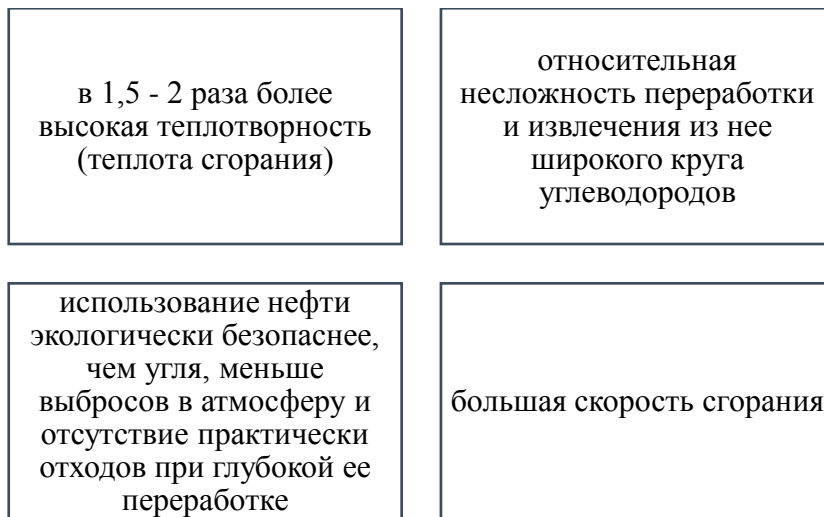 в 1,5 - 2 раза более
высокая теплотворность
(теплота сгорания)
относительная
несложность переработки
и извлечения из нее
широкого круга
углеводородов
использование нефти
экологически безопаснее,
чем угля, меньше
выбросов в атмосферу и
отсутствие практически
отходов при глубокой ее
переработке
большая скорость сгорания